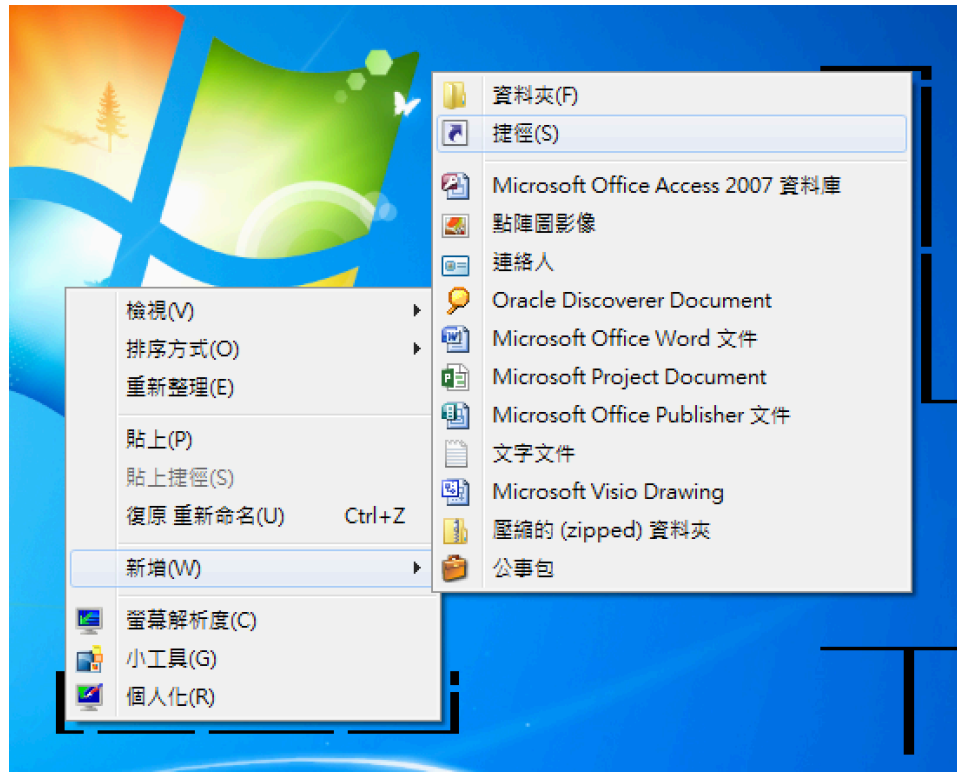 資料夾(F)
捷徑(S)
Microsoft Office Access 2007 資料庫
點陣圖影像
連絡人
Oracle Discoverer Document
Microsoft Office Word 文件
Microsoft Project Document
Microsoft Office Publisher 文件
文字文件
Microsoft Visio Drawing
壓縮的 (zipped) 資料夾
公事包
檢視(V)
排序方式(O)
重新整理(E)
貼上(P)
貼上捷徑(S)
復原 重新命名(U) Ctrl+Z
新增(W)
螢幕解析度(C)
小工具(G)
個人化(R)